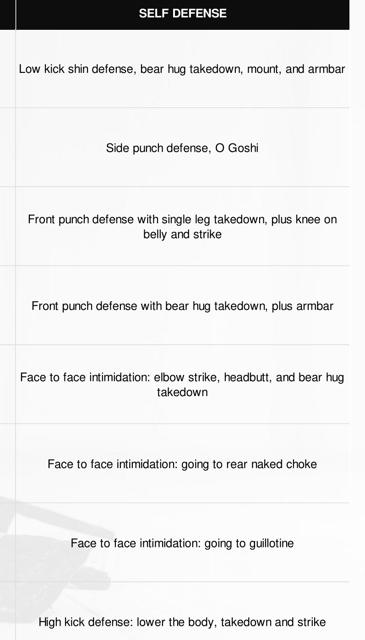 SELF DEFENSE
Low kick shin defense, bear hug takedown, mount, and armbar
Side punch defense, O Goshi
Front punch defense with single leg takedown, plus knee on
belly and strike
Front punch defense with bear hug takedown, plus armbar
Face to face intimidation: elbow strike, headbutt, and bear hug
takedown
Face to face intimidation: going to rear naked choke
Face to face intimidation: going to guillotine
High kick defense: lower the body, takedown and strike